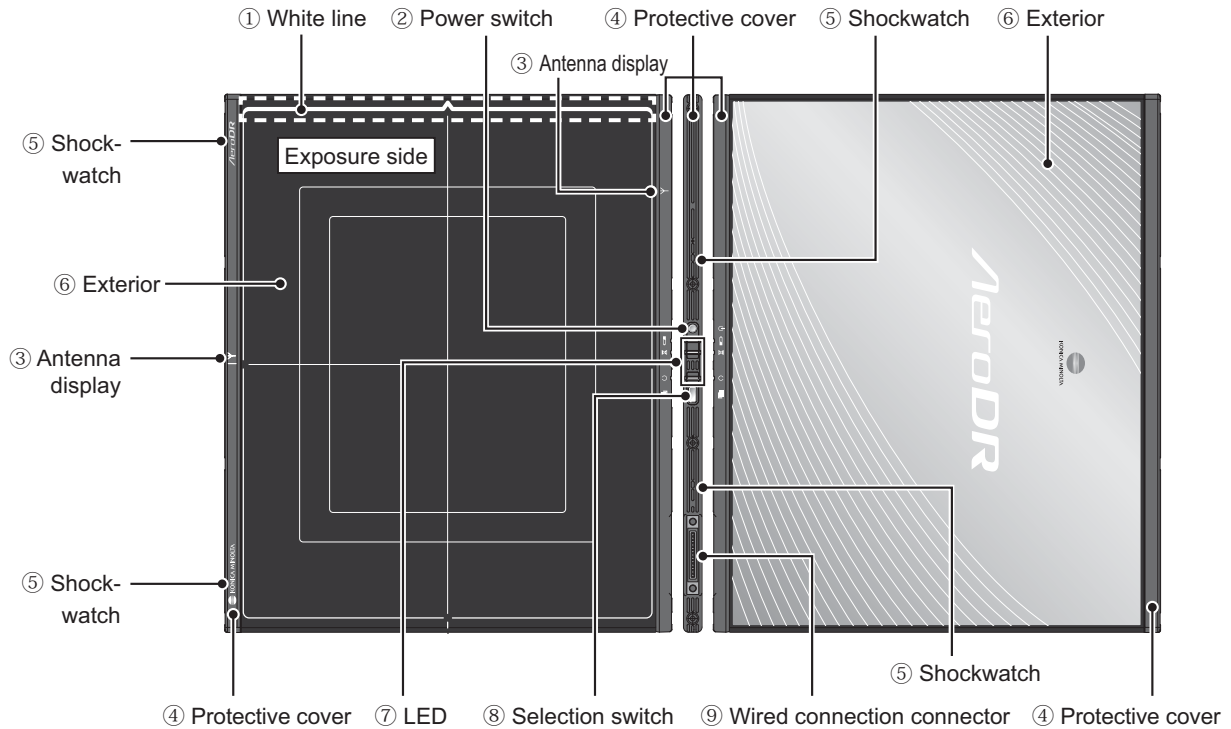 ① White line
② Power switch
④ Protective cover
⑤ Shockwatch
⑥ Exterior
③ Antenna display
⑤ Shock-
watch
AeroDR
Exposure side
⑥ Exterior
③ Antenna
display
AeroDR
KONICA MINOLTA
⑤ Shock-
watch
KONICA MINOLTA
⑤ Shockwatch
④ Protective cover
⑦ LED
⑧ Selection switch
⑨ Wired connection connector
④ Protective cover